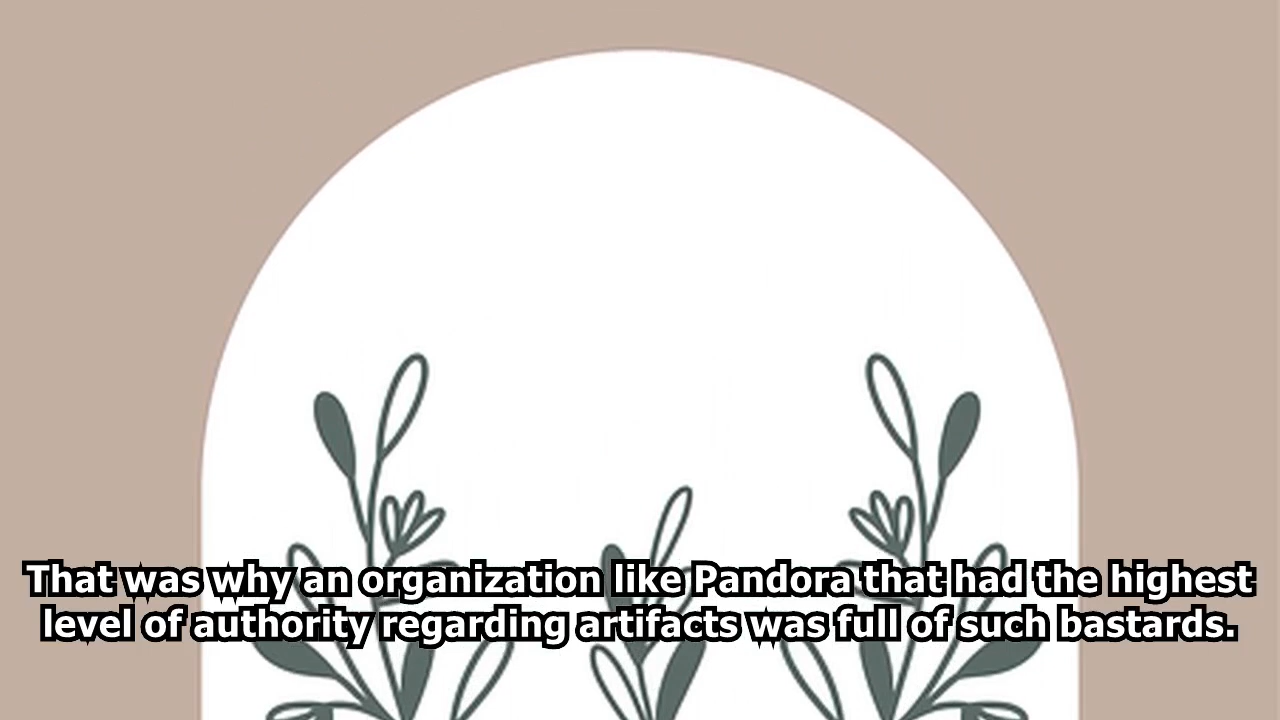 That was why an organization like Pandora that had the highest
level of authority regarding artifacts was full of such bastards.